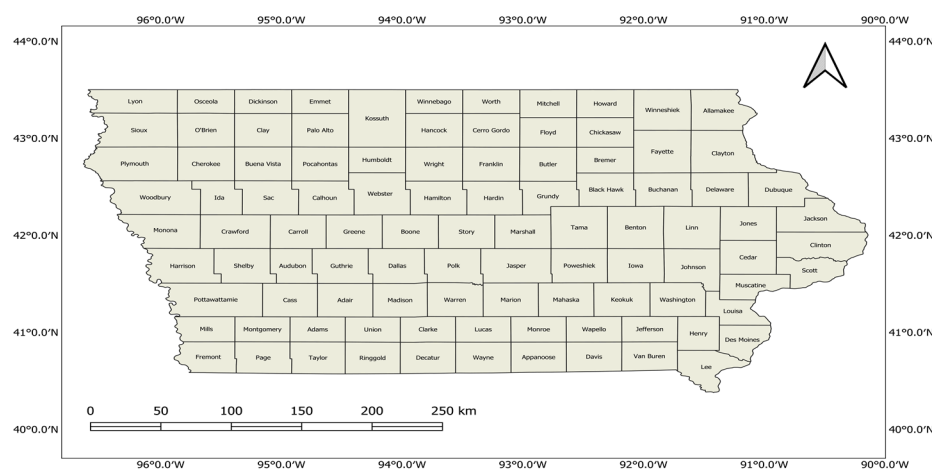 96°0.0'W 95°0.0'W 94°0.0'W 93°0.0'W 92°0.0'W 91°0.0'W 90°0.0'W
44°0.0'N 44°0.0'N
Lyon Osceola Dickinson Emmet Winnebago Worth Mitchell Howard Winneshiek Allamakee
Kossuth
Sioux O'Brien Clay Palo Alto Hancock Cerro Gordo Floyd Chickasaw
43°0.0'N 43°0.0'N
Fayette Clayton
Plymouth Cherokee Buena Vista Pocahontas Humboldt Wright Franklin Butler Bremer
Woodbury Ida Sac Calhoun Webster Hamilton Hardin Grundy Black Hawk Buchanan Delaware Dubuque
Monona Crawford Carroll Greene Boone Story Marshall Tama Benton Linn Jones Jackson
42°0.0'N 42°0.0'N
Clinton
Harrison Shelby Audubon Guthrie Dallas Polk Jasper Poweshiek Iowa Johnson Cedar Scott
Muscatine
Pottawattamie Cass Adair Madison Warren Marion Mahaska Keokuk Washington
Louisa
41°0.0'N 41°0.0'N
Mills Montgomery Adams Union Clarke Lucas Monroe Wapello Jefferson Henry Des Moines
Fremont Page Taylor Ringgold Decatur Wayne Appanoose Davis Van Buren
Lee
0 50 100 150 200 250 km
40°0.0'N 40°0.0'N
96°0.0'W 95°0.0'W 94°0.0'W 93°0.0'W 92°0.0'W 91°0.0'W 90°0.0'W